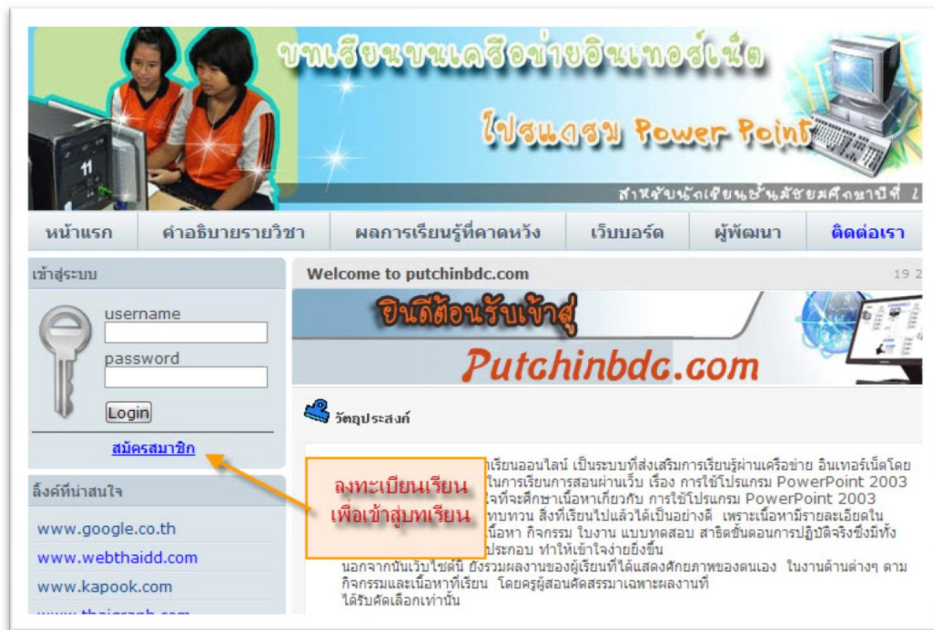 บทเรียนบนเครือข่ายอินเทอร์เน็ต
โปรแกรม Power Point
สำหรับนักเรียนชั้นมัธยมศึกษาปีที่ 2
11
หน้าแรก คำอธิบายรายวิชา ผลการเรียนรู้ที่คาดหวัง เว็บบอร์ด ผู้พัฒนา ติดต่อเรา
เข้าสู่ระบบ
username
password
Login
สมัครสมาชิก
ลิ้งค์ที่น่าสนใจ
www.google.co.th
www.webthaidd.com
www.kapook.com
Welcome to putchinbdc.com
19 2
ยินดีต้อนรับเข้าสู่
Putchinbdc.com
วัตถุประสงค์
ลงทะเบียนเรียน
เพื่อเข้าสู่บทเรียน
เรียนออนไลน์ เป็นระบบที่ส่งเสริมการเรียนรู้ผ่านเครือข่าย อินเทอร์เน็ตโดย
ในการเรียนการสอนผ่านเว็บ เรื่อง การใช้โปรแกรม PowerPoint 2003
ใจที่จะศึกษาเนื้อหาเกี่ยวกับ การใช้โปรแกรม PowerPoint 2003
ทบทวน สิ่งที่เรียนไปแล้วได้เป็นอย่างดี เพราะเนื้อหามีรายละเอียดใน
เนื้อหา กิจกรรม ใบงาน แบบทดสอบ สาธิตขั้นตอนการปฏิบัติจริงซึ่งมีทั้ง
ประกอบ ทำให้เข้าใจง่ายยิ่งขึ้น
นอกจากนั้นเว็บไซต์นี้ ยังรวมผลงานของผู้เรียนที่ได้แสดงศักยภาพของตนเอง ในงานด้านต่างๆ ตาม
กิจกรรมและเนื้อหาที่เรียน โดยครูผู้สอนคัดสรรมาเฉพาะผลงานที่
ได้รับคัดเลือกเท่านั้น